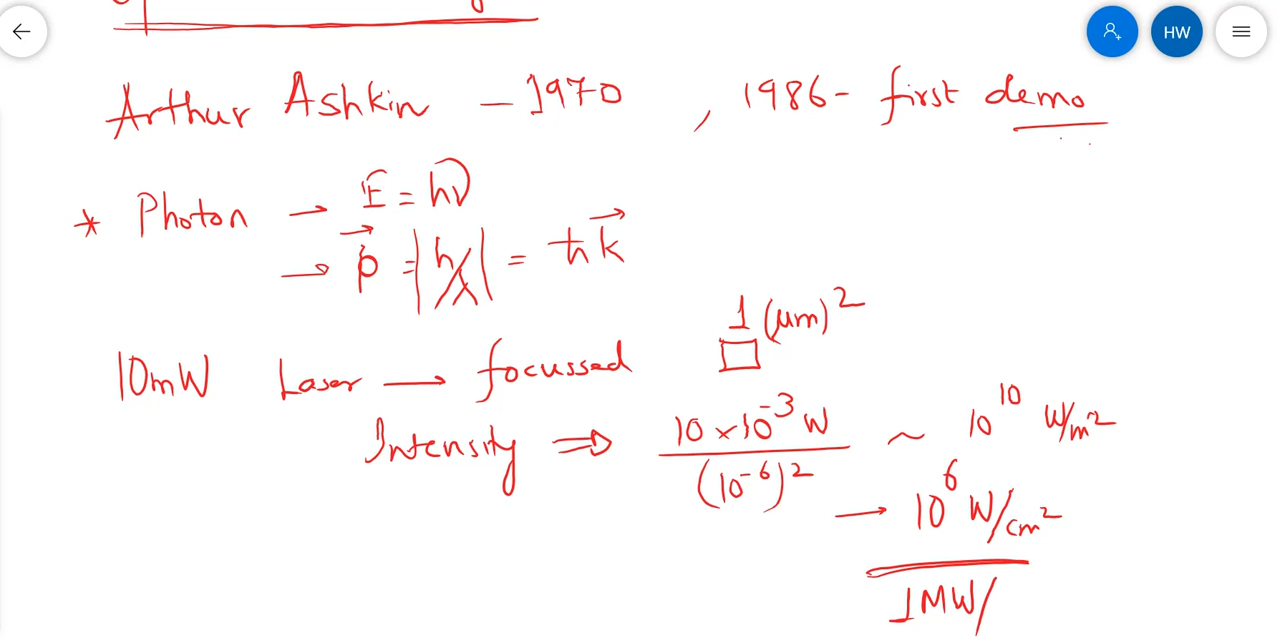 HW
Arthur Ashkin – 1970 , 1986 – first demo
* Photon → E = hν
→ p⃗ = |h/λ| = ħk⃗
1 (μm)²
10mW Laser → focussed
Intensity ⇒ 10 × 10⁻³ W / (10⁻⁶)² ~ 10¹⁰ W/m²
→ 10⁶ W/cm²
1MW/